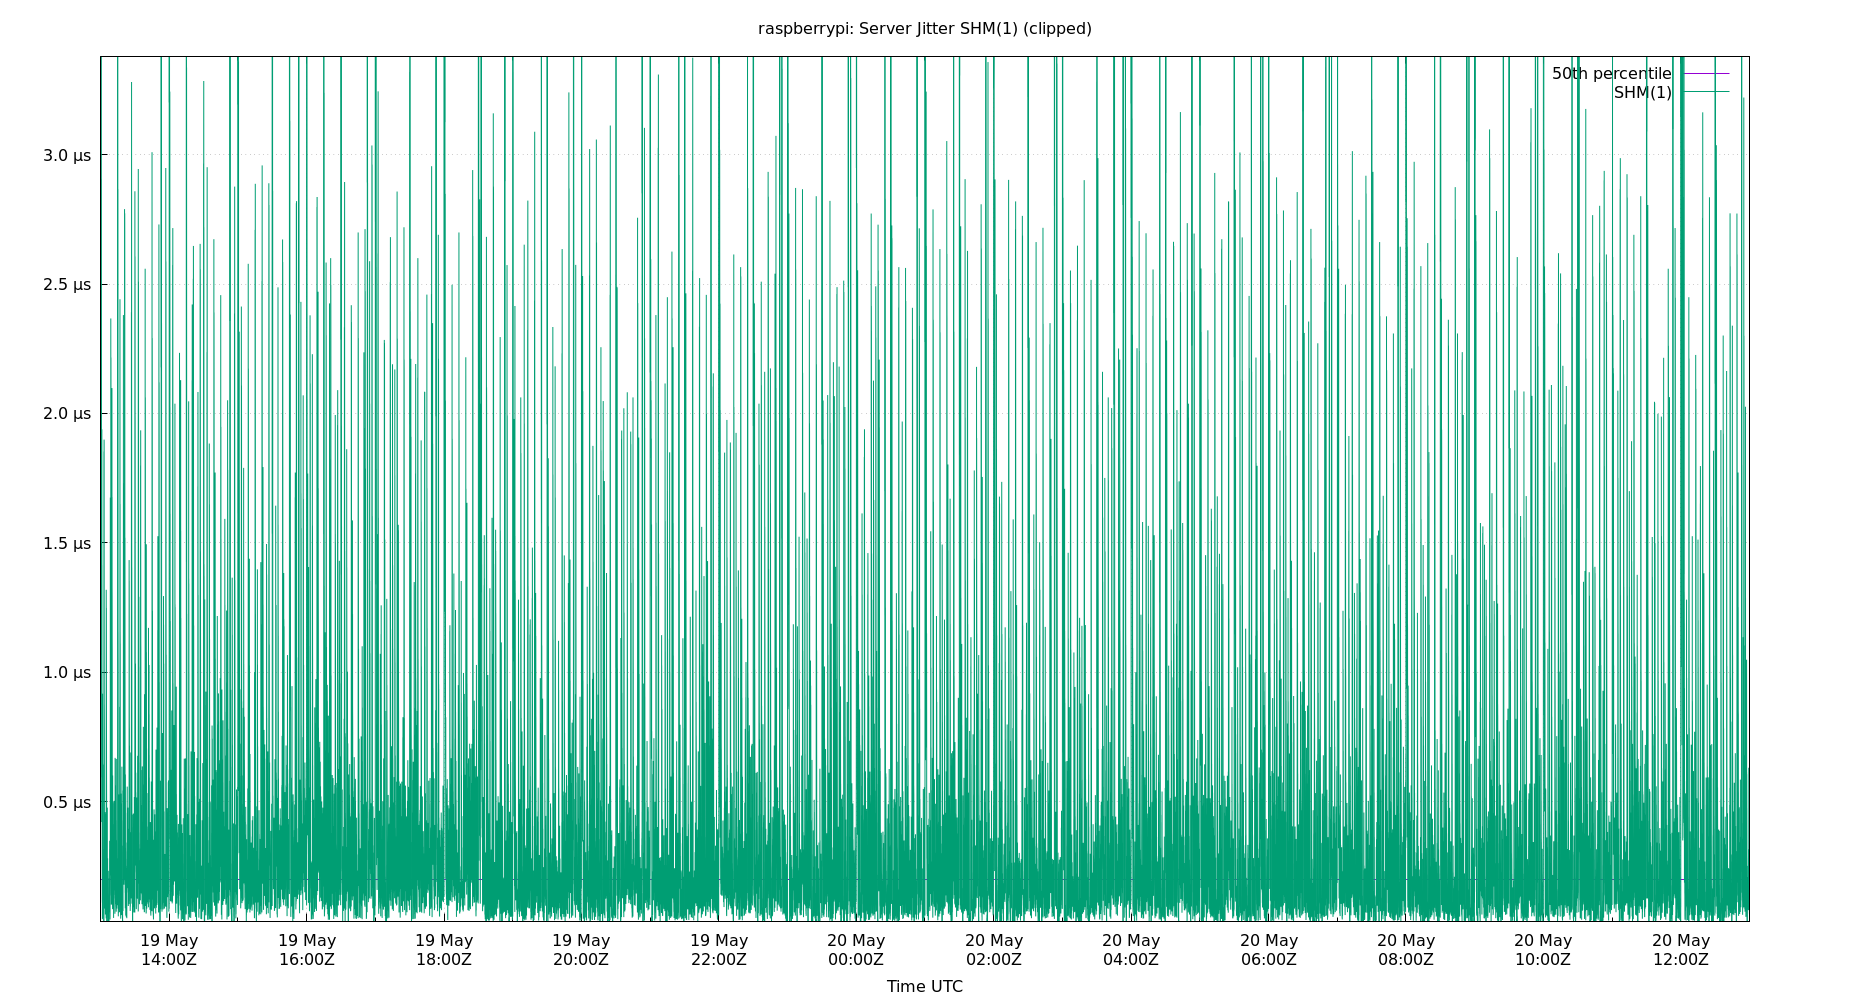 raspberrypi: Server Jitter SHM(1) (clipped)
50th percentile
SHM(1)
3.0 µs
2.5 µs
2.0 µs
1.5 µs
1.0 µs
0.5 µs
19 May 19 May 19 May 19 May 19 May 20 May 20 May 20 May 20 May 20 May 20 May 20 May
14:00Z 16:00Z 18:00Z 20:00Z 22:00Z 00:00Z 02:00Z 04:00Z 06:00Z 08:00Z 10:00Z 12:00Z
Time UTC